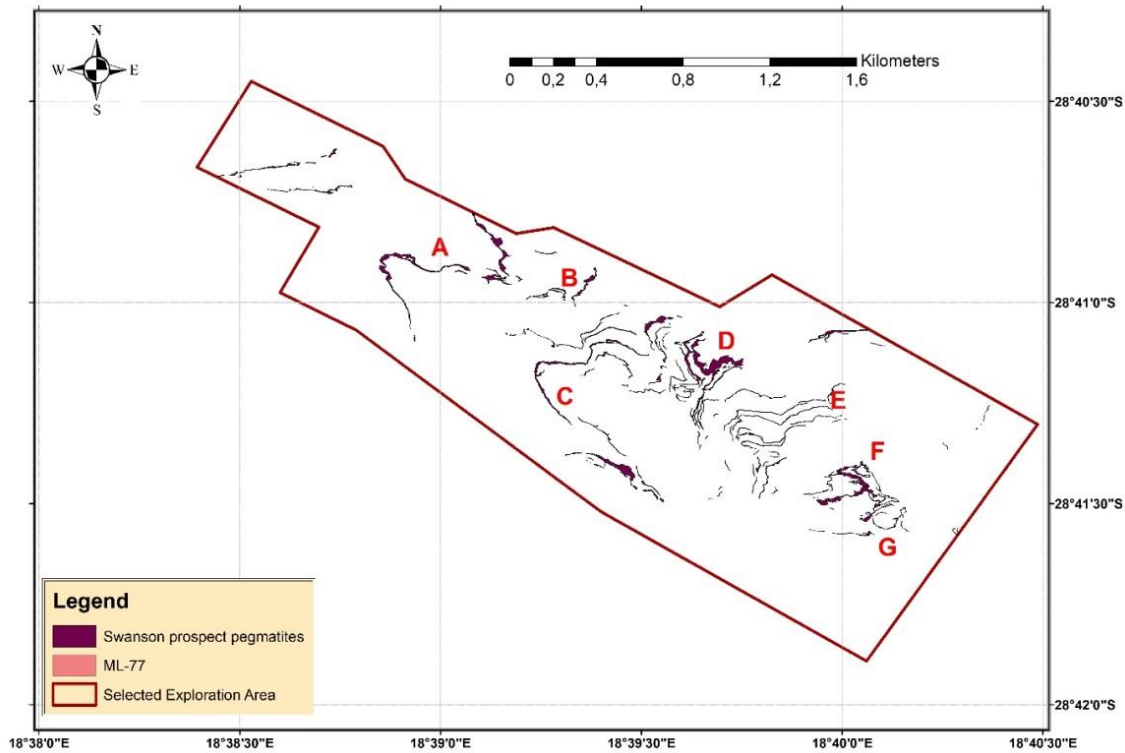 N
W E
S
Kilometers
0 0,2 0,4 0,8 1,2 1,6
28°40'30"S
A
B
28°41'0"S
D
C
E
F
28°41'30"S
G
Legend
Swanson prospect pegmatites
ML-77
Selected Exploration Area
28°42'0"S
18°38'0"E 18°38'30"E 18°39'0"E 18°39'30"E 18°40'0"E 18°40'30"E